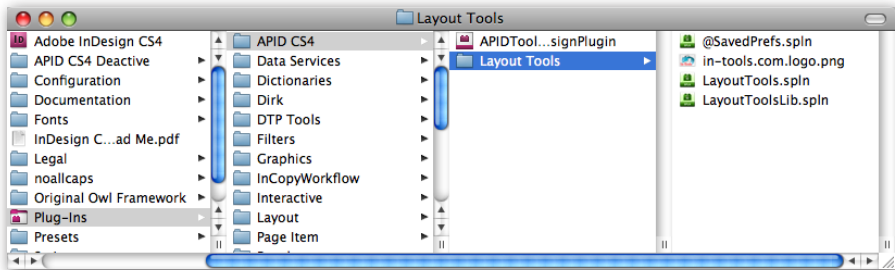 Layout Tools
Adobe InDesign CS4
APID CS4 Deactive
Configuration
Documentation
Fonts
InDesign C...ad Me.pdf
Legal
noallcaps
Original Owl Framework
Plug-Ins
Presets
APID CS4
Data Services
Dictionaries
Dirk
DTP Tools
Filters
Graphics
InCopyWorkflow
Interactive
Layout
Page Item
APIDTool...signPlugin
Layout Tools
@SavedPrefs.spln
in-tools.com.logo.png
LayoutTools.spln
LayoutToolsLib.spln